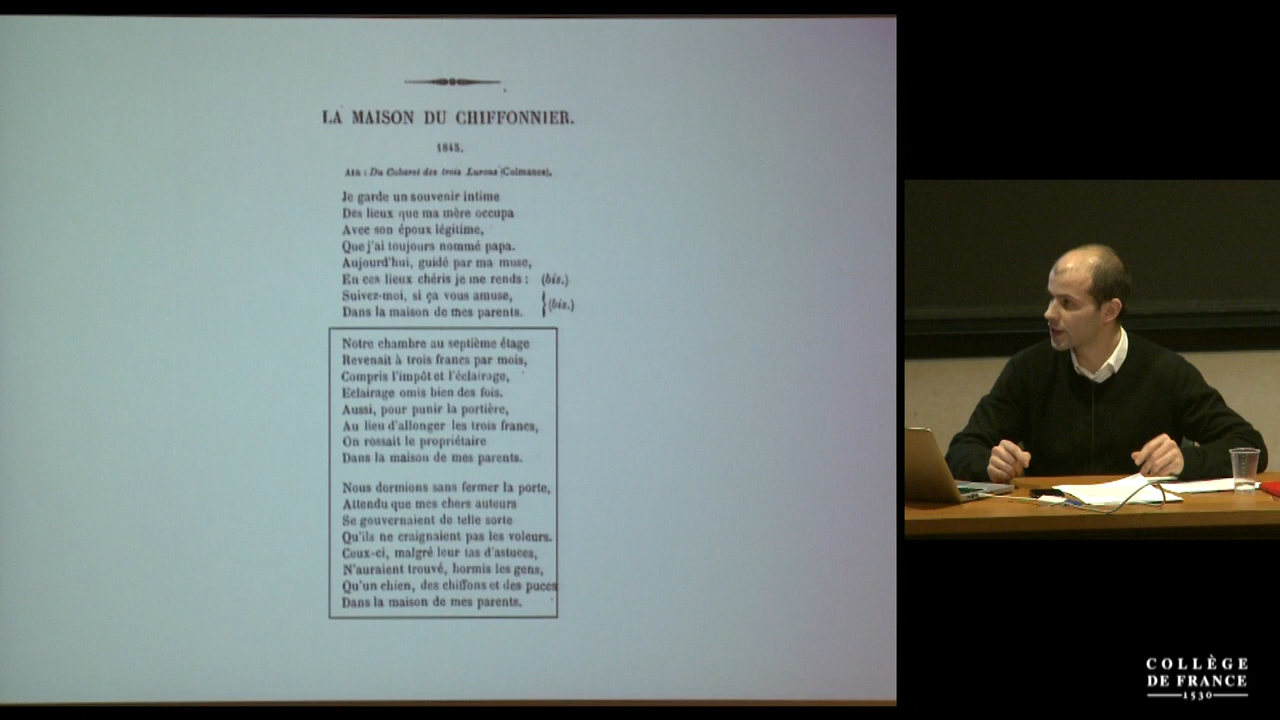 LA MAISON DU CHIFFONNIER.
1845.
AIR : Du Cabaret des trois Lurons (Colmance).
Je garde un souvenir intime
Des lieux que ma mère occupa
Avec son époux légitime,
Que j'ai toujours nommé papa.
Aujourd'hui, guidé par ma muse,
En ces lieux chéris je me rends : (bis.)
Suivez-moi, si ça vous amuse,
Dans la maison de mes parents. (bis.)
Notre chambre au septième étage
Revenait à trois francs par mois,
Compris l'impôt et l'éclairage,
Eclairage omis bien des fois.
Aussi, pour punir la portière,
Au lieu d'allonger les trois francs,
On rossait le propriétaire
Dans la maison de mes parents.
Nous dormions sans fermer la porte,
Attendu que mes chers auteurs
Se gouvernaient de telle sorte
Qu'ils ne craignaient pas les voleurs.
Ceux-ci, malgré leur tas d'astuces,
N'auraient trouvé, hormis les gens,
Qu'un chien, des chiffons et des puces
Dans la maison de mes parents.
COLLÈGE
DE FRANCE
1530